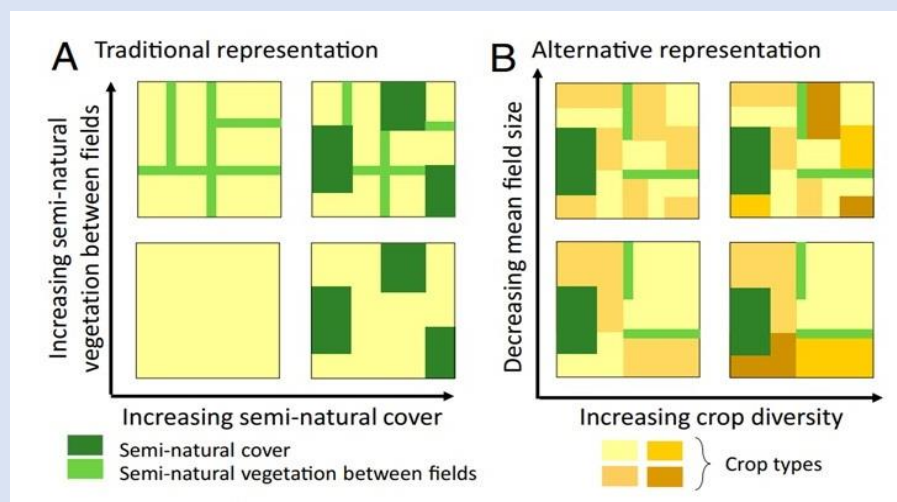 A Traditional representation
Increasing semi-natural
vegetation between fields
Increasing semi-natural cover
Semi-natural cover
Semi-natural vegetation between fields
B Alternative representation
Decreasing mean field size
Increasing crop diversity
Crop types